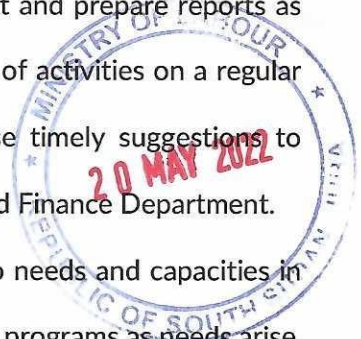 t and prepare reports as
of activities on a regular
se timely suggestions to
d Finance Department.
o needs and capacities in
programs as needs arise.
MINISTRY OF LABOUR
20 MAY 2022
REPUBLIC OF SOUTH SUDAN